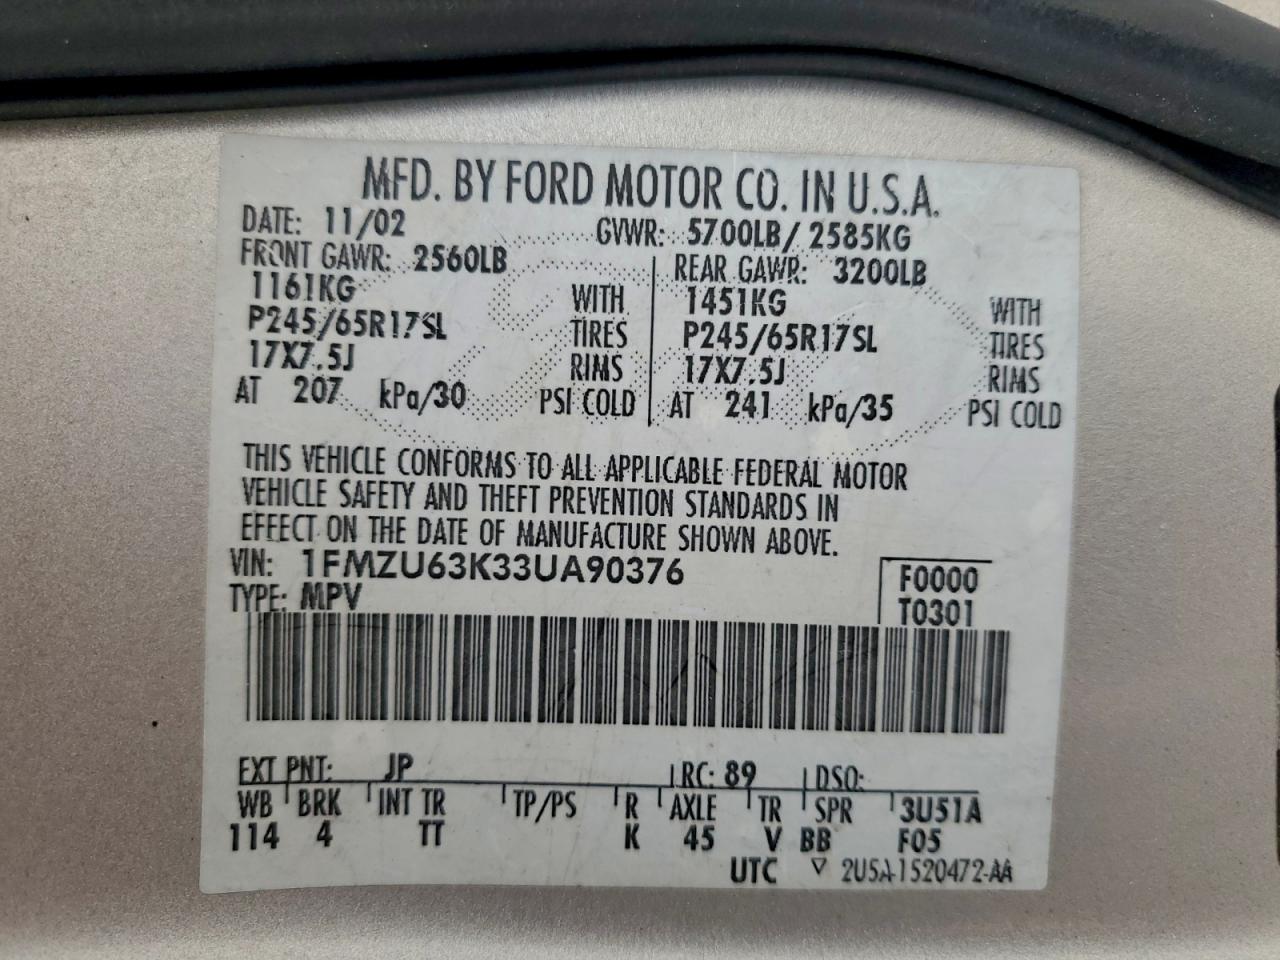 MFD. BY FORD MOTOR CO. IN U.S.A.
DATE: 11/02 GVWR: 5700LB/ 2585KG
FRONT GAWR: 2560LB REAR GAWR: 3200LB
1161KG WITH 1451KG WITH
P245/65R17SL TIRES P245/65R17SL TIRES
17X7.5J RIMS 17X7.5J RIMS
AT 207 kPa/30 PSI COLD AT 241 kPa/35 PSI COLD
THIS VEHICLE CONFORMS TO ALL APPLICABLE FEDERAL MOTOR
VEHICLE SAFETY AND THEFT PREVENTION STANDARDS IN
EFFECT ON THE DATE OF MANUFACTURE SHOWN ABOVE.
VIN: 1FMZU63K33UA90376 F0000
TYPE: MPV T0301
EXT PNT: JP RC: 89 DSO:
WB BRK INT TR TP/PS R AXLE TR SPR 3U51A
114 4 TT K 45 V BB F05
UTC ▽ 2U5A-1520472-AA